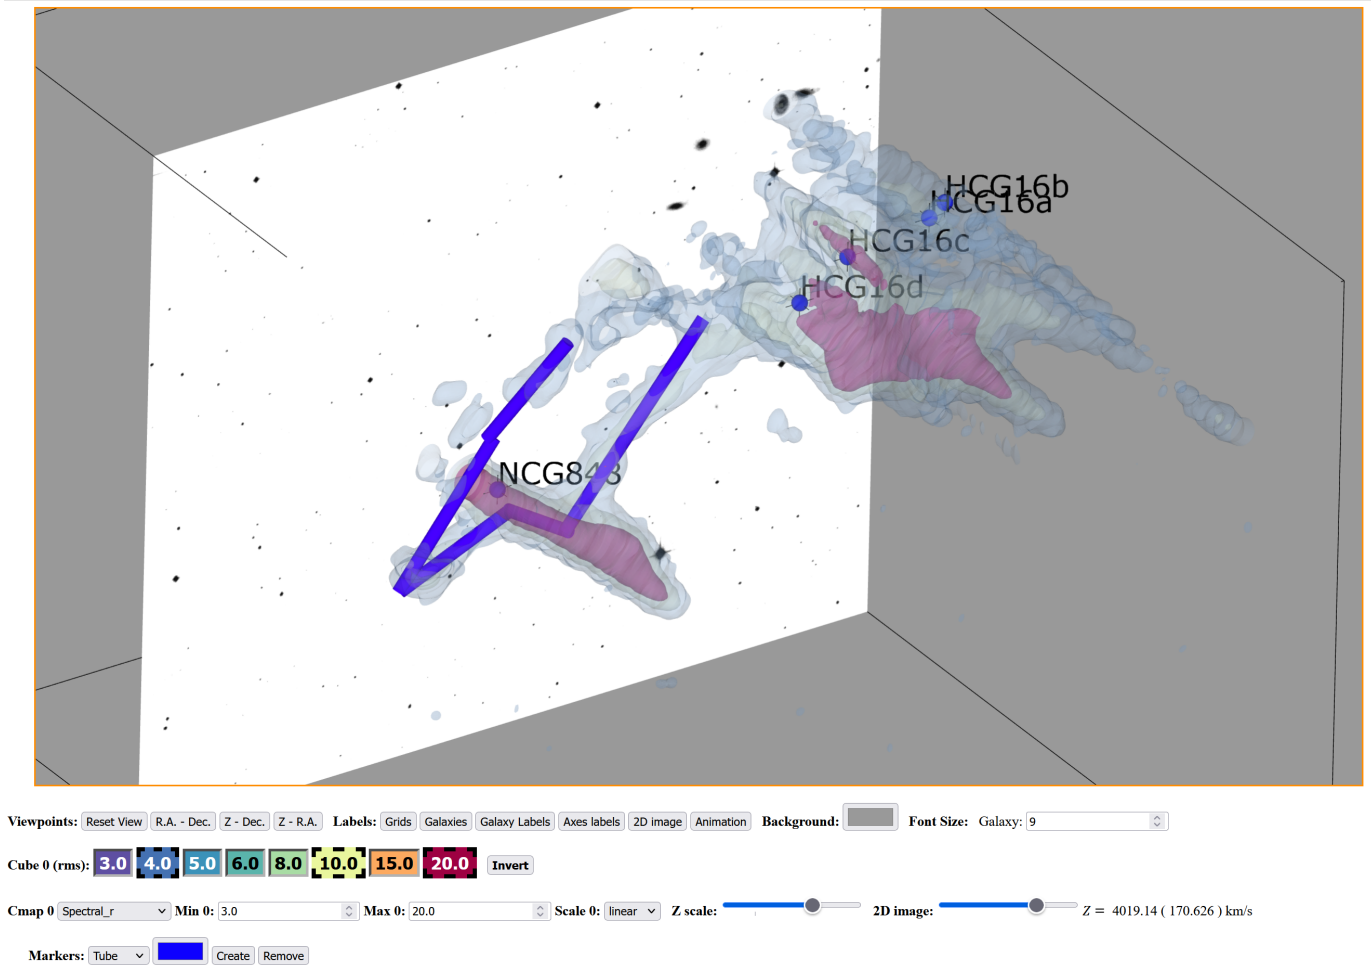 HCG16b
HCG16a
HCG16c
HCG16d
NCG848
Viewpoints: Reset View R.A. - Dec. Z - Dec. Z - R.A. Labels: Grids Galaxies Galaxy Labels Axes labels 2D image Animation Background: Font Size: Galaxy: 9
Cube 0 (rms): 3.0 4.0 5.0 6.0 8.0 10.0 15.0 20.0 Invert
Cmap 0 Spectral_r Min 0: 3.0 Max 0: 20.0 Scale 0: linear Z scale: 2D image: Z = 4019.14 ( 170.626 ) km/s
Markers: Tube Create Remove